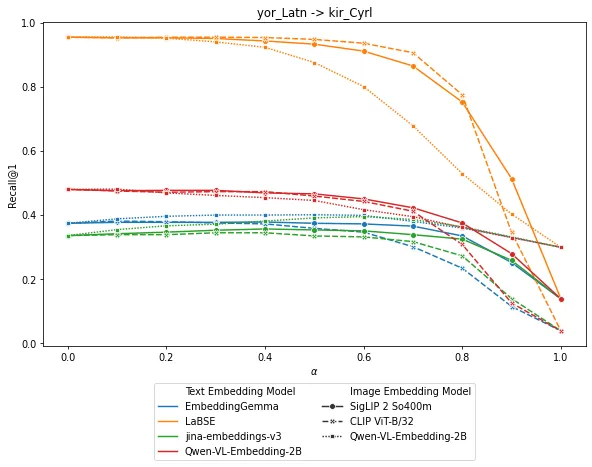 yor_Latn -> kir_Cyrl
1.0
0.8
0.6
0.4
0.2
0.0
Recall@1
0.0 0.2 0.4 0.6 0.8 1.0
α
Text Embedding Model Image Embedding Model
EmbeddingGemma SigLIP 2 So400m
LaBSE CLIP ViT-B/32
jina-embeddings-v3 Qwen-VL-Embedding-2B
Qwen-VL-Embedding-2B